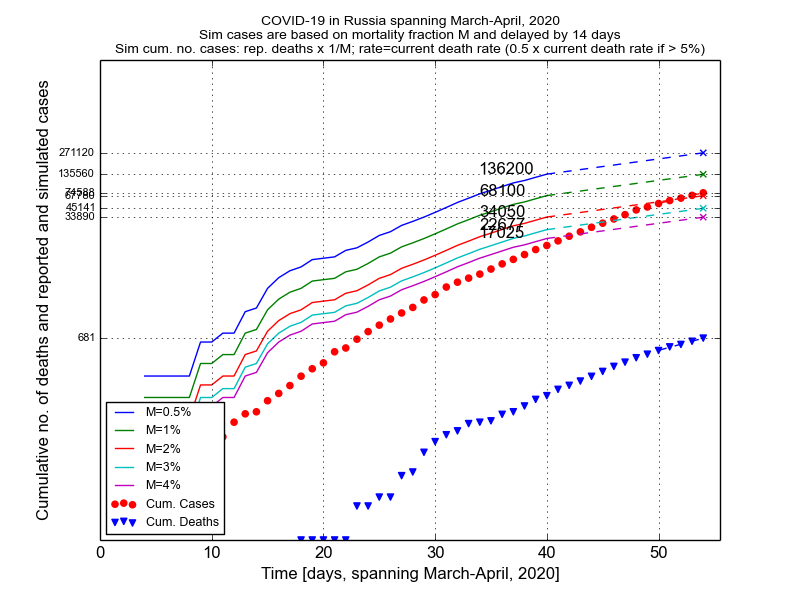 COVID-19 in Russia spanning March-April, 2020
Sim cases are based on mortality fraction M and delayed by 14 days
Sim cum. no. cases: rep. deaths x 1/M; rate=current death rate (0.5 x current death rate if > 5%)
Cumulative no. of deaths and reported and simulated cases
271120
135560
67780
45141
33890
681
136200
68100
34050
22677
17025
M=0.5%
M=1%
M=2%
M=3%
M=4%
Cum. Cases
Cum. Deaths
0 10 20 30 40 50
Time [days, spanning March-April, 2020]